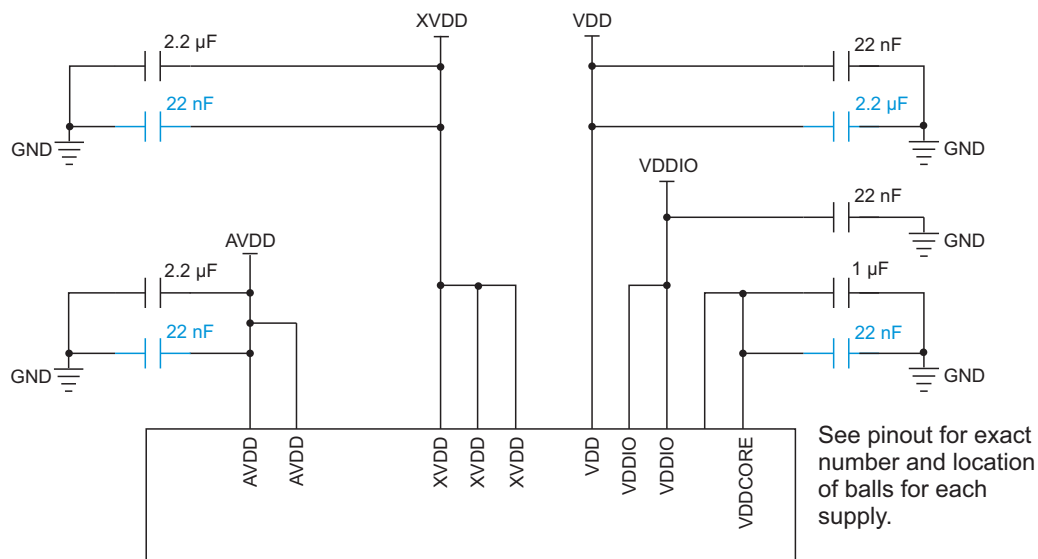 XVDD
VDD
2.2 µF
22 nF
22 nF
2.2 µF
GND
GND
VDDIO
22 nF
GND
AVDD
2.2 µF
1 µF
22 nF
22 nF
GND
GND
AVDD
AVDD
XVDD
XVDD
XVDD
VDD
VDDIO
VDDIO
VDDCORE
See pinout for exact
number and location
of balls for each
supply.